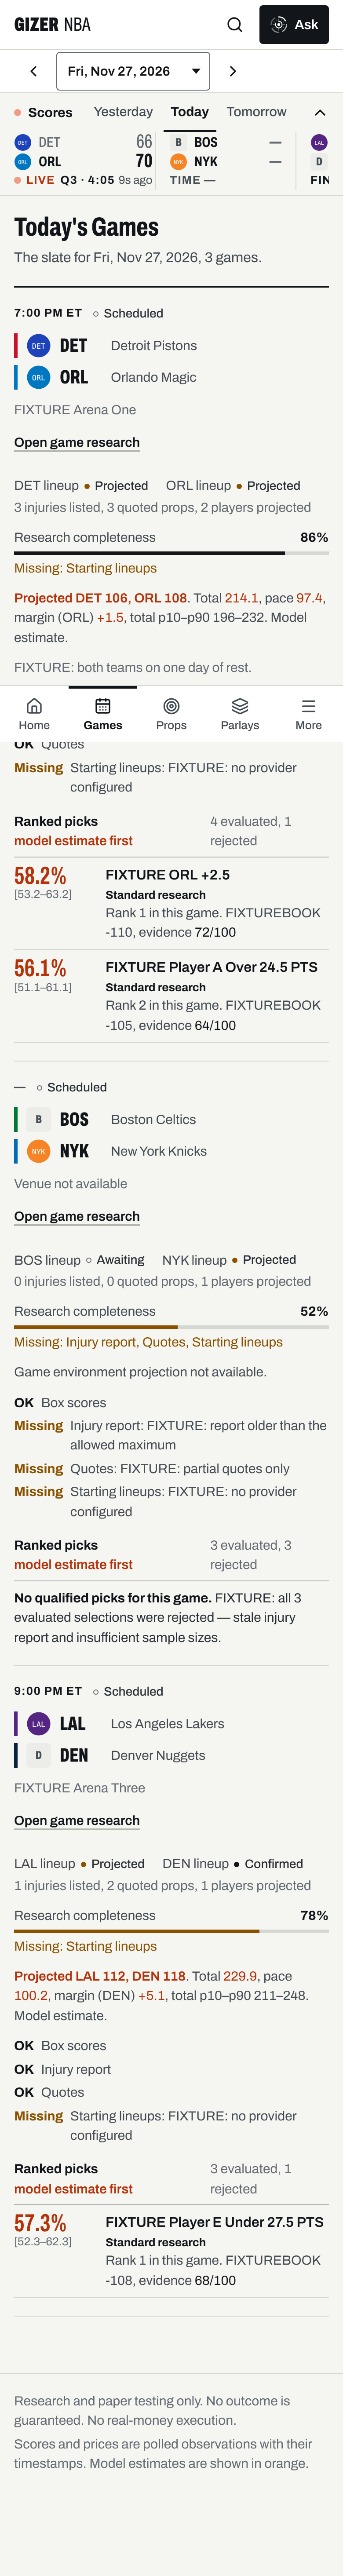 GIZER NBA
Ask
Fri, Nov 27, 2026
Scores Yesterday Today Tomorrow
DET DET 66
ORL ORL 70
LIVE Q3 · 4:05 9s ago
B BOS —
NYK NYK —
TIME —
LAL
D
FIN
Today's Games
The slate for Fri, Nov 27, 2026, 3 games.
7:00 PM ET Scheduled
DET DET Detroit Pistons
ORL ORL Orlando Magic
FIXTURE Arena One
Open game research
DET lineup Projected ORL lineup Projected
3 injuries listed, 3 quoted props, 2 players projected
Research completeness 86%
Missing: Starting lineups
Projected DET 106, ORL 108. Total 214.1, pace 97.4,
margin (ORL) +1.5, total p10–p90 196–232. Model
estimate.
FIXTURE: both teams on one day of rest.
Home Games Props Parlays More
OK Quotes
Missing Starting lineups: FIXTURE: no provider
configured
Ranked picks 4 evaluated, 1
model estimate first rejected
58.2% FIXTURE ORL +2.5
[53.2–63.2] Standard research
Rank 1 in this game. FIXTUREBOOK
-110, evidence 72/100
56.1% FIXTURE Player A Over 24.5 PTS
[51.1–61.1] Standard research
Rank 2 in this game. FIXTUREBOOK
-105, evidence 64/100
— Scheduled
B BOS Boston Celtics
NYK NYK New York Knicks
Venue not available
Open game research
BOS lineup Awaiting NYK lineup Projected
0 injuries listed, 0 quoted props, 1 players projected
Research completeness 52%
Missing: Injury report, Quotes, Starting lineups
Game environment projection not available.
OK Box scores
Missing Injury report: FIXTURE: report older than the
allowed maximum
Missing Quotes: FIXTURE: partial quotes only
Missing Starting lineups: FIXTURE: no provider
configured
Ranked picks 3 evaluated, 3
model estimate first rejected
No qualified picks for this game. FIXTURE: all 3
evaluated selections were rejected — stale injury
report and insufficient sample sizes.
9:00 PM ET Scheduled
LAL LAL Los Angeles Lakers
D DEN Denver Nuggets
FIXTURE Arena Three
Open game research
LAL lineup Projected DEN lineup Confirmed
1 injuries listed, 2 quoted props, 1 players projected
Research completeness 78%
Missing: Starting lineups
Projected LAL 112, DEN 118. Total 229.9, pace
100.2, margin (DEN) +5.1, total p10–p90 211–248.
Model estimate.
OK Box scores
OK Injury report
OK Quotes
Missing Starting lineups: FIXTURE: no provider
configured
Ranked picks 3 evaluated, 1
model estimate first rejected
57.3% FIXTURE Player E Under 27.5 PTS
[52.3–62.3] Standard research
Rank 1 in this game. FIXTUREBOOK
-108, evidence 68/100
Research and paper testing only. No outcome is
guaranteed. No real-money execution.
Scores and prices are polled observations with their
timestamps. Model estimates are shown in orange.